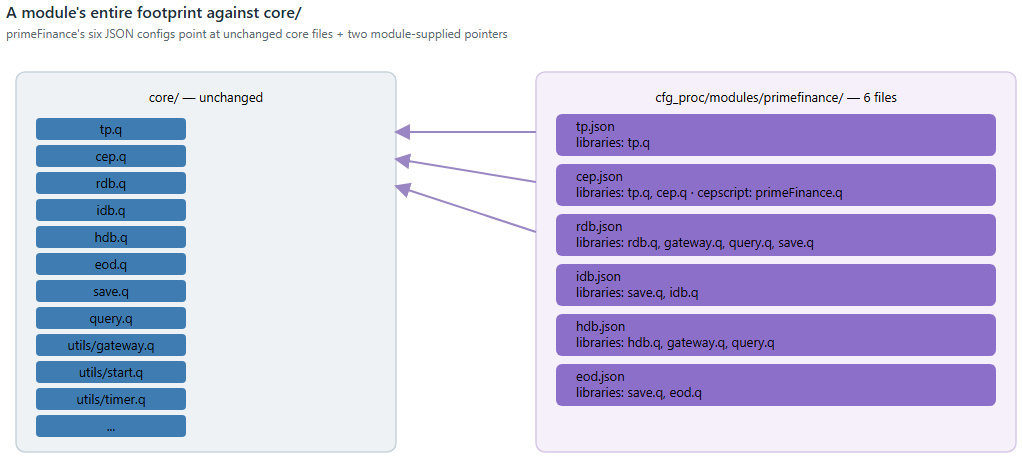 A module's entire footprint against core/
primeFinance's six JSON configs point at unchanged core files + two module-supplied pointers
core/ — unchanged
tp.q
cep.q
rdb.q
idb.q
hdb.q
eod.q
save.q
query.q
utils/gateway.q
utils/start.q
utils/timer.q
...
cfg_proc/modules/primefinance/ — 6 files
tp.json
libraries: tp.q
cep.json
libraries: tp.q, cep.q · cepscript: primeFinance.q
rdb.json
libraries: rdb.q, gateway.q, query.q, save.q
idb.json
libraries: save.q, idb.q
hdb.json
libraries: hdb.q, gateway.q, query.q
eod.json
libraries: save.q, eod.q